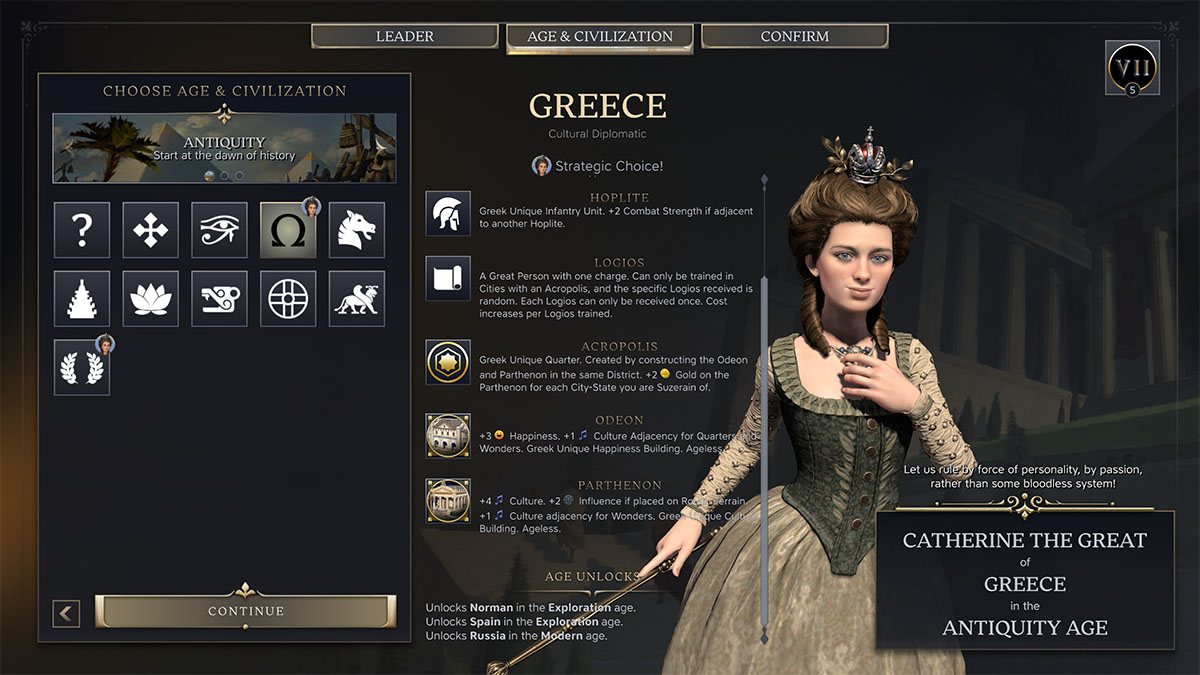 LEADER
AGE & CIVILIZATION
CONFIRM
VII
5
CHOOSE AGE & CIVILIZATION
ANTIQUITY
Start at the dawn of history
?
Ω
CONTINUE
GREECE
Cultural Diplomatic
Strategic Choice!
HOPLITE
Greek Unique Infantry Unit. +2 Combat Strength if adjacent
to another Hoplite.
LOGIOS
A Great Person with one charge. Can only be trained in
Cities with an Acropolis, and the specific Logios received is
random. Each Logios can only be received once. Cost
increases per Logios trained.
ACROPOLIS
Greek Unique Quarter. Created by constructing the Odeon
and Parthenon in the same District. +2 Gold on the
Parthenon for each City-State you are Suzerain of.
ODEON
+3 Happiness. +1 Culture Adjacency for Quarters and
Wonders. Greek Unique Happiness Building. Ageless.
PARTHENON
+4 Culture. +2 Influence if placed on Rough Terrain.
+1 Culture adjacency for Wonders. Greek Unique Culture
Building. Ageless.
AGE UNLOCKS
Unlocks Norman in the Exploration age.
Unlocks Spain in the Exploration age.
Unlocks Russia in the Modern age.
Let us rule by force of personality, by passion,
rather than some bloodless system!
CATHERINE THE GREAT
of
GREECE
in the
ANTIQUITY AGE